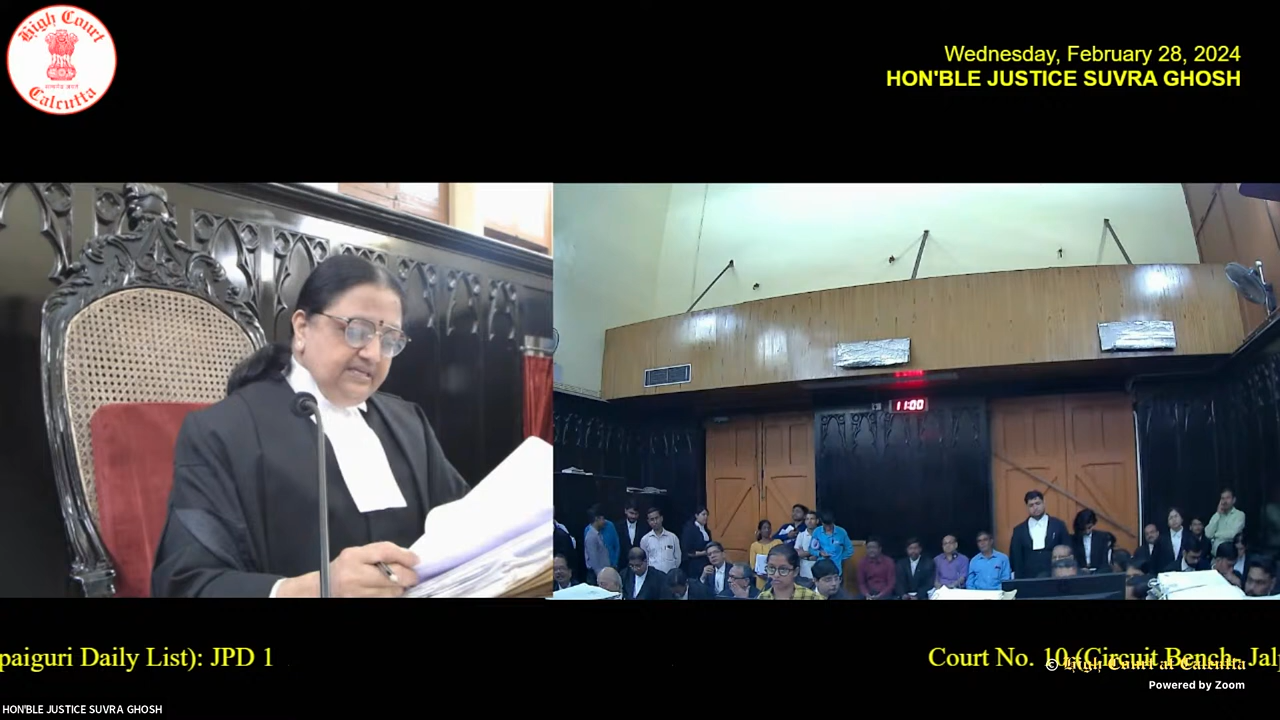 High Court
Calcutta
Wednesday, February 28, 2024
HON'BLE JUSTICE SUVRA GHOSH
11:00
paiguri Daily List): JPD 1
Court No. 10 (Circuit Bench- Jalp
© High Court at Calcutta
Powered by Zoom
HON'BLE JUSTICE SUVRA GHOSH